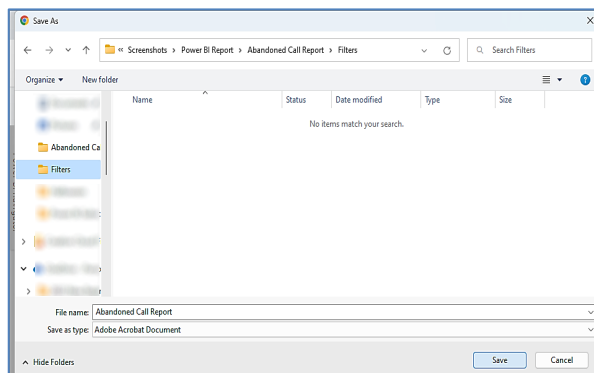 Save As
« Screenshots > Power BI Report > Abandoned Call Report > Filters
Search Filters
Organize
New folder
Name Status Date modified Type Size
No items match your search.
Abandoned Ca
Filters
File name: Abandoned Call Report
Save as type: Adobe Acrobat Document
Hide Folders
Save
Cancel